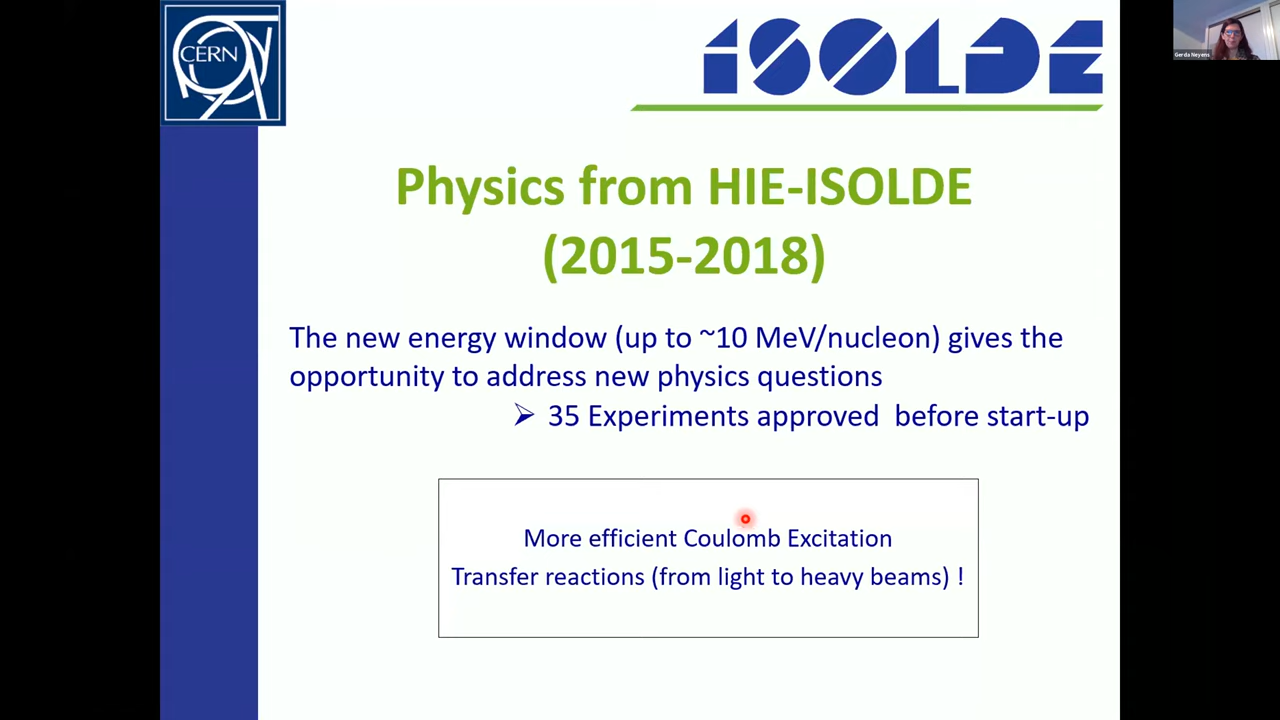 CERN
ISOLDE
Gerda Neyens
Physics from HIE-ISOLDE
(2015-2018)
The new energy window (up to ~10 MeV/nucleon) gives the
opportunity to address new physics questions
➢ 35 Experiments approved before start-up
More efficient Coulomb Excitation
Transfer reactions (from light to heavy beams) !